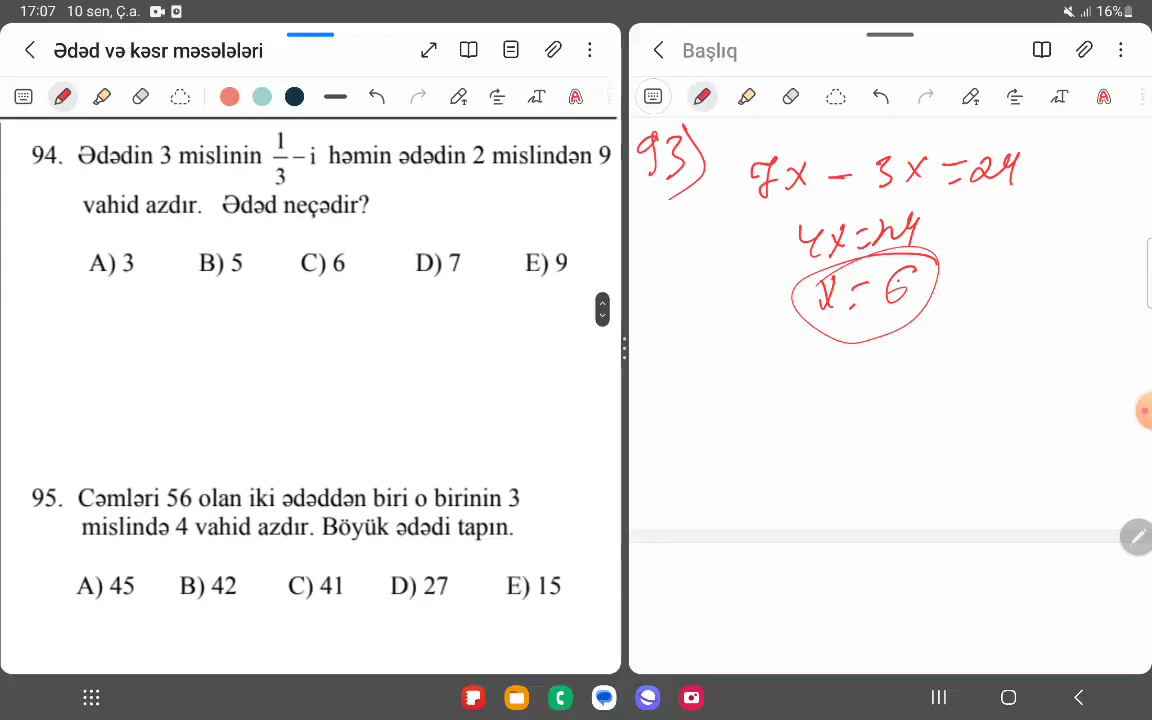 17:07 10 sen, Ç.a. 16%
Ədəd və kəsr məsələləri
Başlıq
94. Ədədin 3 mislinin 1/3 – i həmin ədədin 2 mislindən 9
vahid azdır. Ədəd neçədir?
A) 3 B) 5 C) 6 D) 7 E) 9
95. Cəmləri 56 olan iki ədəddən biri o birinin 3
mislində 4 vahid azdır. Böyük ədədi tapın.
A) 45 B) 42 C) 41 D) 27 E) 15
93) 7x – 3x = 24
4x = 24
x = 6